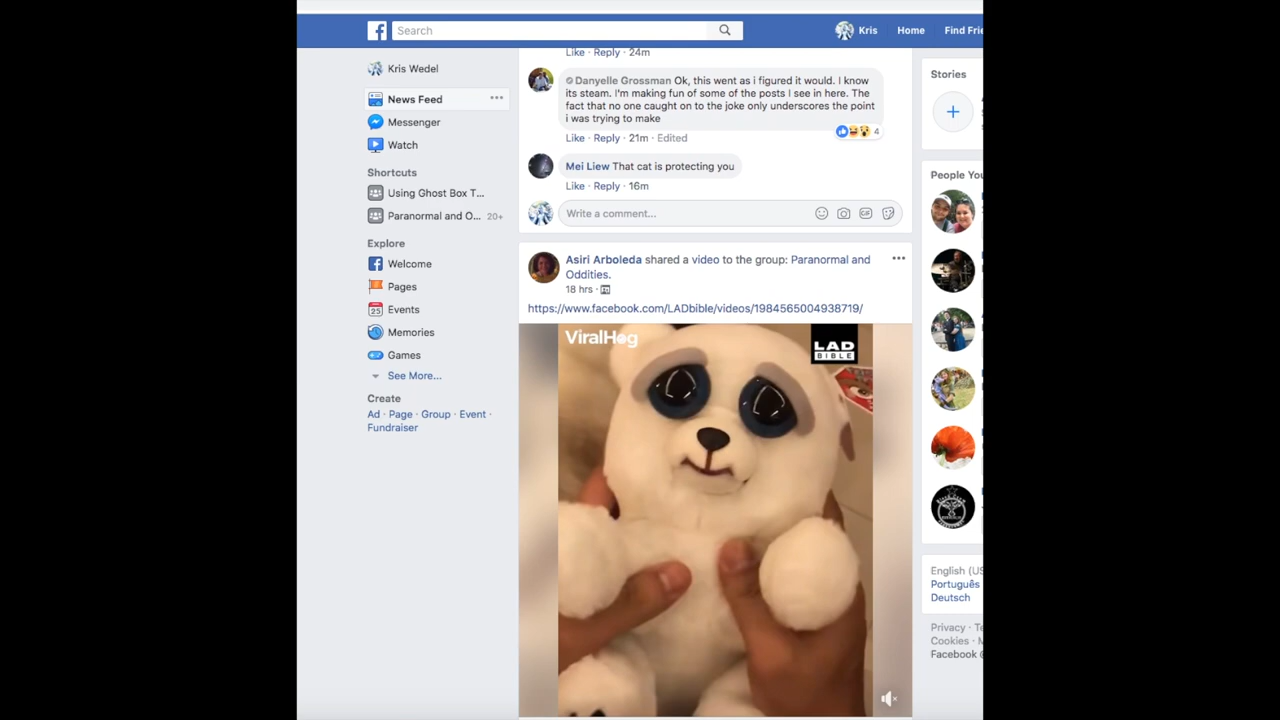 Search
Kris
Home
Find Frie
Kris Wedel
News Feed
Messenger
Watch
Shortcuts
Using Ghost Box T...
Paranormal and O... 20+
Explore
Welcome
Pages
Events
Memories
Games
See More...
Create
Ad · Page · Group · Event ·
Fundraiser
Like · Reply · 24m
Danyelle Grossman Ok, this went as i figured it would. I know
its steam. I'm making fun of some of the posts I see in here. The
fact that no one caught on to the joke only underscores the point
i was trying to make
4
Like · Reply · 21m · Edited
Mei Liew That cat is protecting you
Like · Reply · 16m
Write a comment...
GIF
Asiri Arboleda shared a video to the group: Paranormal and
Oddities.
18 hrs ·
https://www.facebook.com/LADbible/videos/1984565004938719/
ViralHog
LAD
BIBLE
Stories
People You
English (US
Português
Deutsch
Privacy · Te
Cookies ·
Facebook